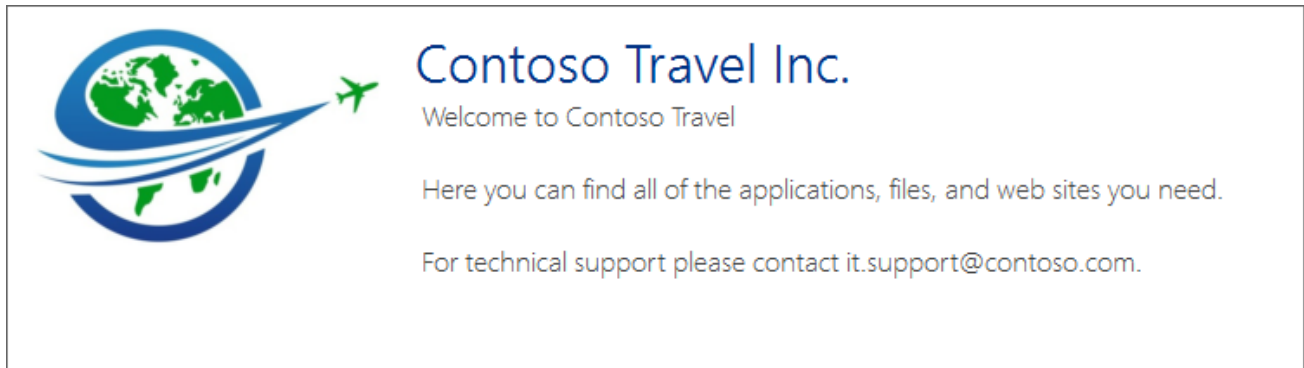 Contoso Travel Inc.
Welcome to Contoso Travel
Here you can find all of the applications, files, and web sites you need.
For technical support please contact it.support@contoso.com.